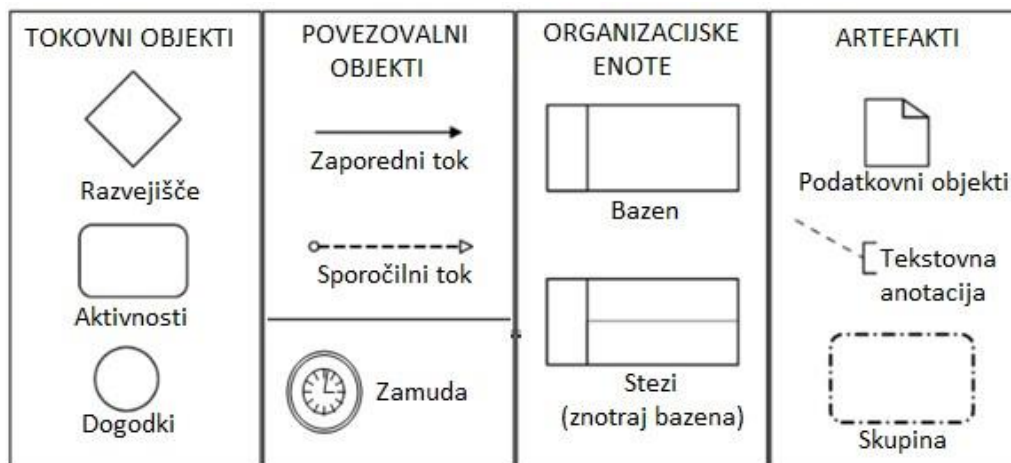 TOKOVNI OBJEKTI
Razvejišče
Aktivnosti
Dogodki
POVEZOVALNI
OBJEKTI
Zaporedni tok
Sporočilni tok
Zamuda
ORGANIZACIJSKE
ENOTE
Bazen
Stezi
(znotraj bazena)
ARTEFAKTI
Podatkovni objekti
Tekstovna
anotacija
Skupina